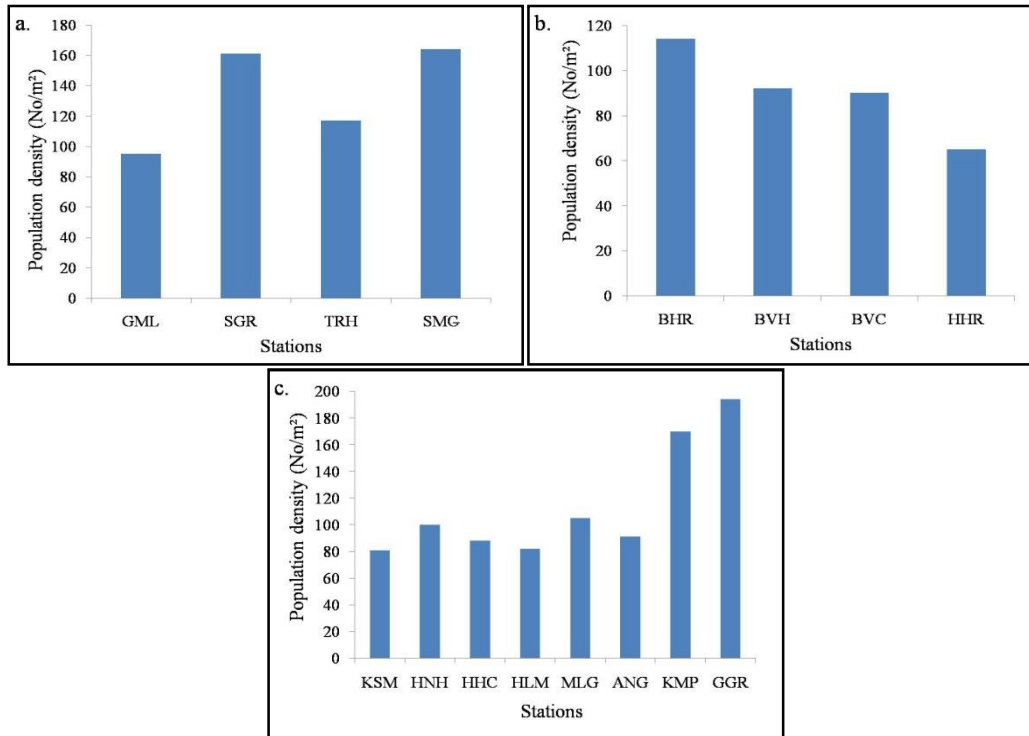 a.
Population density (No/m²)
180
160
140
120
100
80
60
40
20
0
GML SGR TRH SMG
Stations
b.
Population density (No/m²)
120
100
80
60
40
20
0
BHR BVH BVC HHR
Stations
c.
Population density (No/m²)
200
180
160
140
120
100
80
60
40
20
0
KSM HNH HHC HLM MLG ANG KMP GGR
Stations